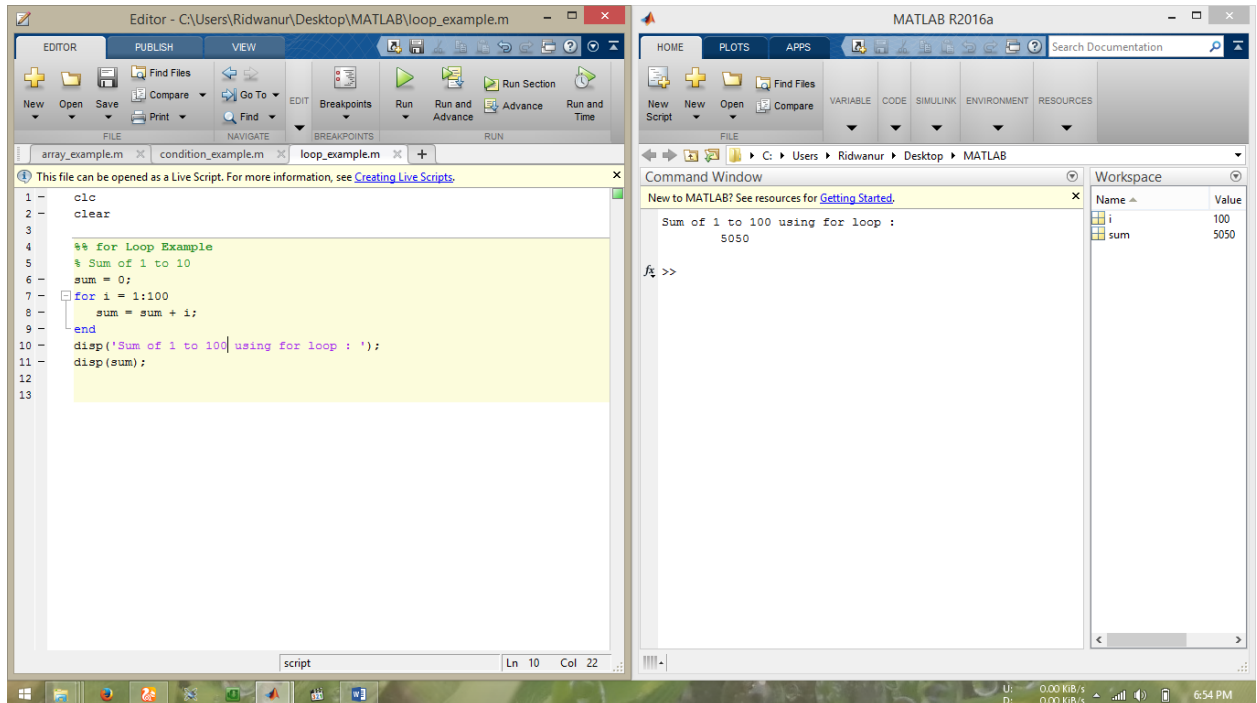 Editor - C:\Users\Ridwanur\Desktop\MATLAB\loop_example.m
EDITOR PUBLISH VIEW
New Open Save
Find Files
Compare
Print
FILE
Go To
Find
NAVIGATE
EDIT
Breakpoints
BREAKPOINTS
Run
Run and Advance
Run Section
Advance
Run and Time
RUN
array_example.m condition_example.m loop_example.m
This file can be opened as a Live Script. For more information, see Creating Live Scripts.
1 clc
2 clear
3
4 %% for Loop Example
5 % Sum of 1 to 10
6 sum = 0;
7 for i = 1:100
8 sum = sum + i;
9 end
10 disp('Sum of 1 to 100 using for loop : ');
11 disp(sum);
12
13
script Ln 10 Col 22
MATLAB R2016a
HOME PLOTS APPS
Search Documentation
New Script
New
Open
Find Files
Compare
FILE
VARIABLE CODE SIMULINK ENVIRONMENT RESOURCES
C: Users Ridwanur Desktop MATLAB
Command Window
New to MATLAB? See resources for Getting Started.
Sum of 1 to 100 using for loop :
5050
fx >>
Workspace
Name Value
i 100
sum 5050
U: 0.00 KiB/s
D: 0.00 KiB/s
6:54 PM